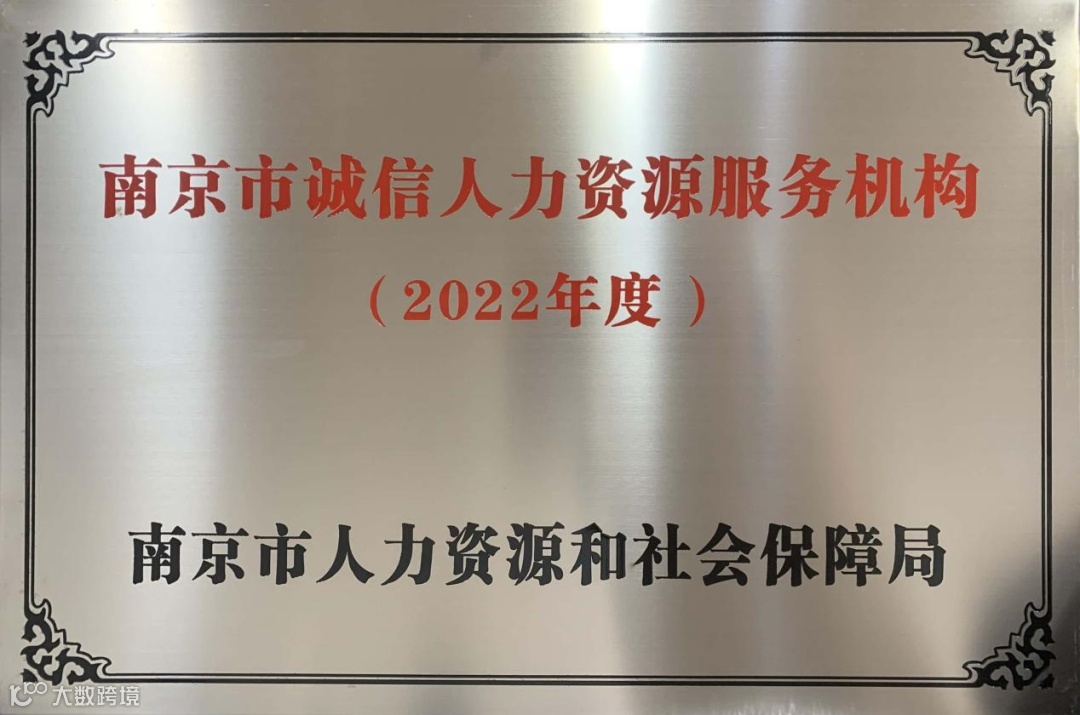 南京市诚信人力资源服务机构
（2022年度）
南京市人力资源和社会保障局
大数跨境